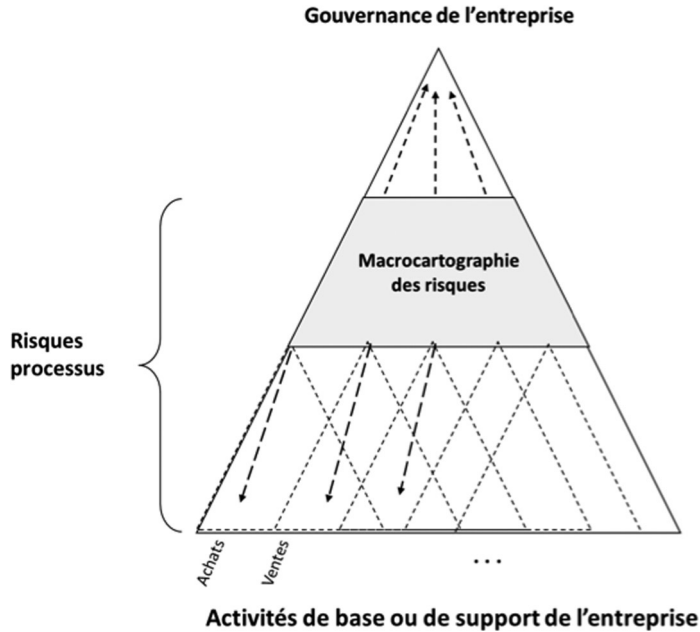 Gouvernance de l’entreprise
Macrocartographie
des risques
Risques
processus
Achats
Ventes
...
Activités de base ou de support de l’entreprise